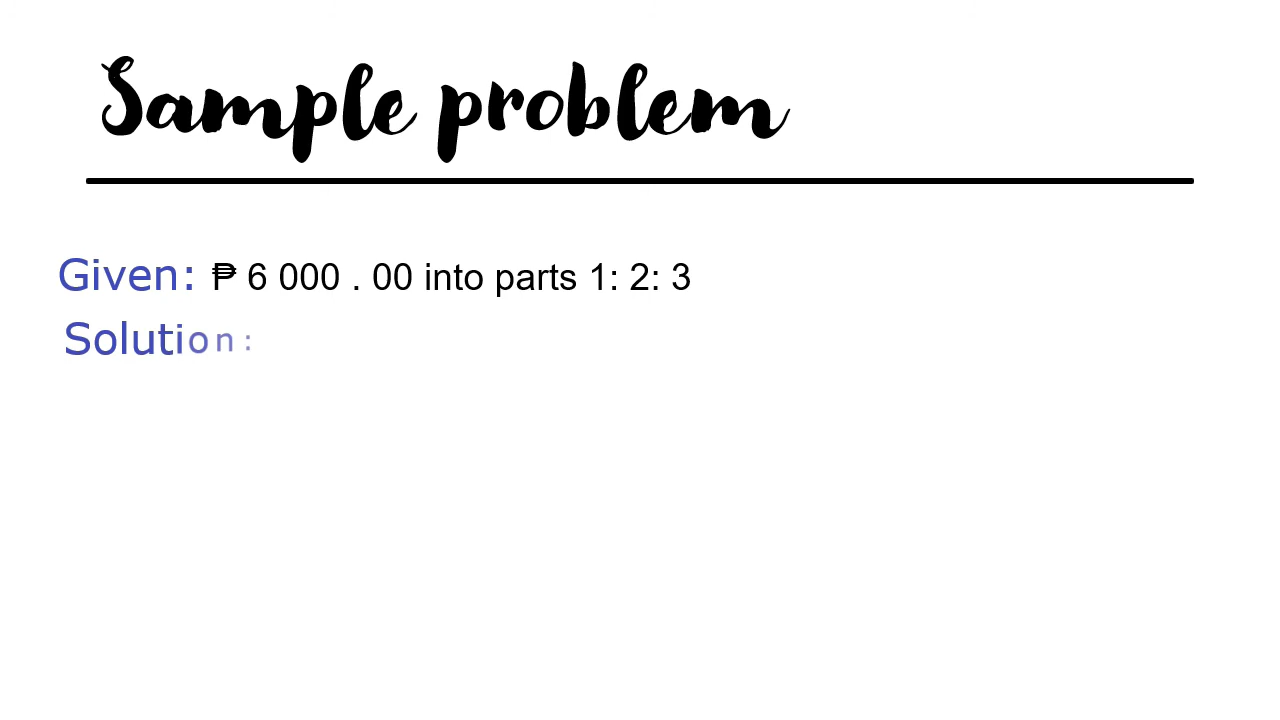 Sample problem
Given: ₱ 6 000 . 00 into parts 1: 2: 3
Solution: